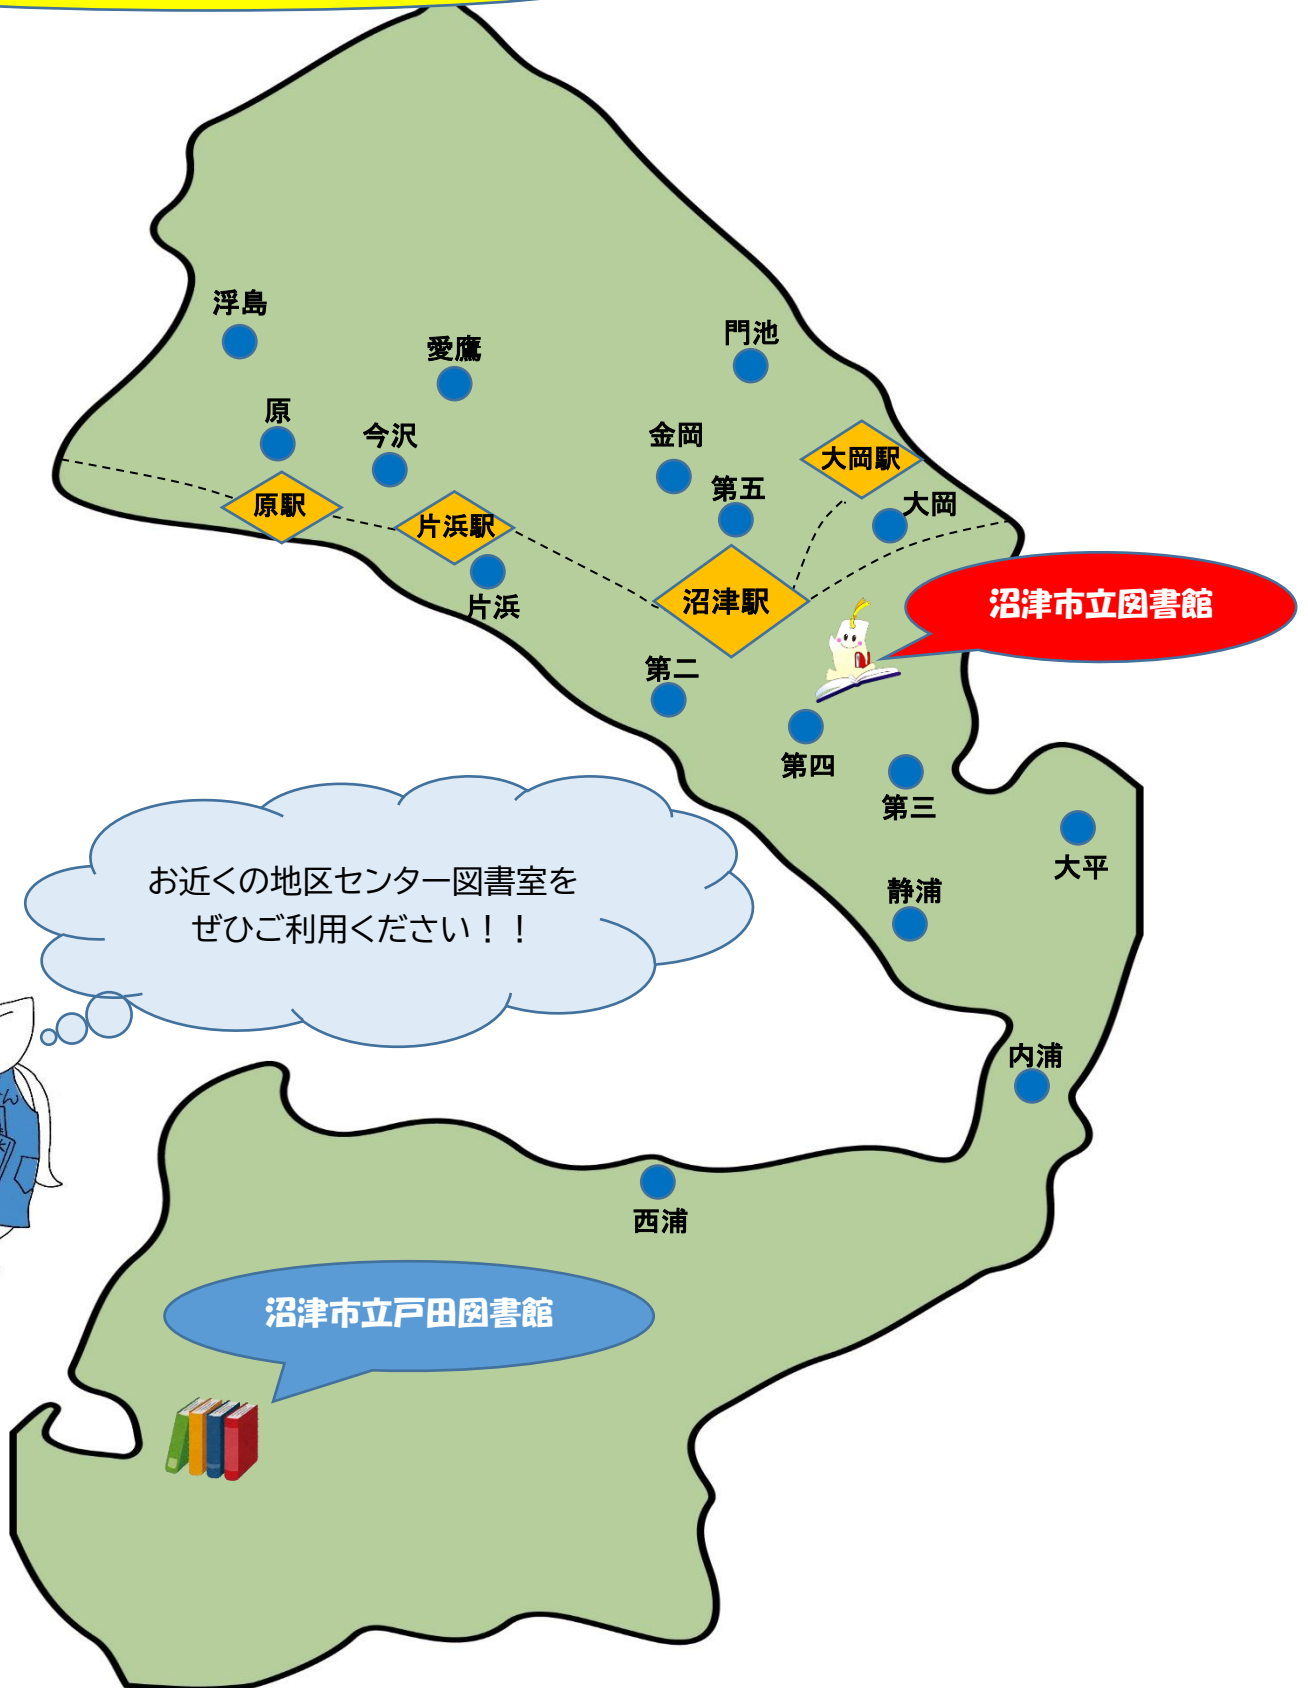 浮島
愛鷹
門池
原
今沢
金岡
大岡駅
第五
大岡
原駅
片浜駅
片浜
沼津駅
沼津市立図書館
第二
第四
第三
大平
お近くの地区センター図書室を
ぜひご利用ください！！
静浦
内浦
西浦
沼津市立戸田図書館